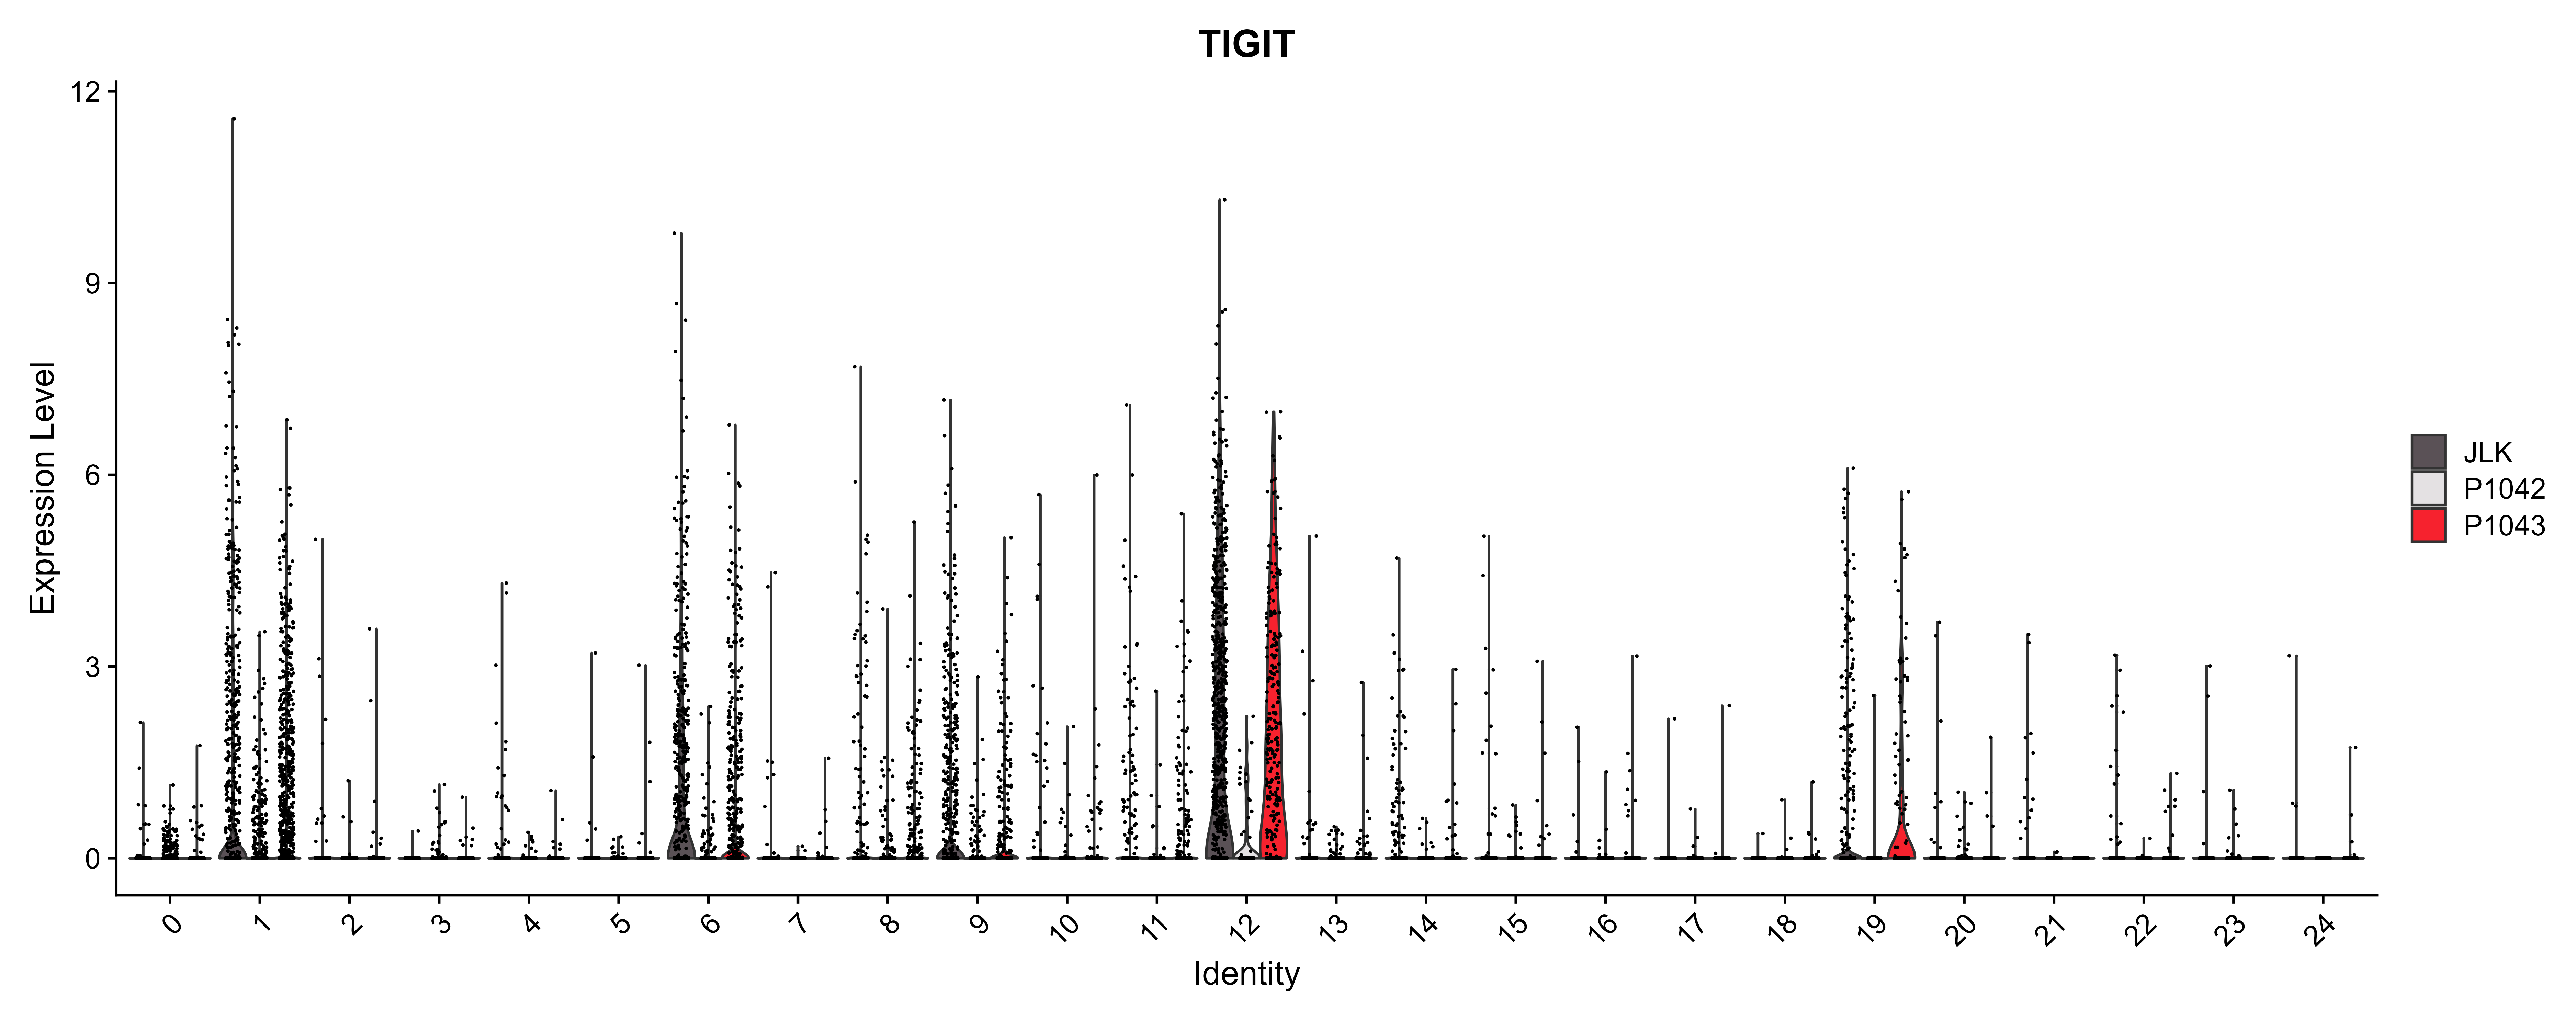 TIGIT
12
9
6
3
0
Expression Level
0 1 2 3 4 5 6 7 8 9 10 11 12 13 14 15 16 17 18 19 20 21 22 23 24
Identity
JLK
P1042
P1043